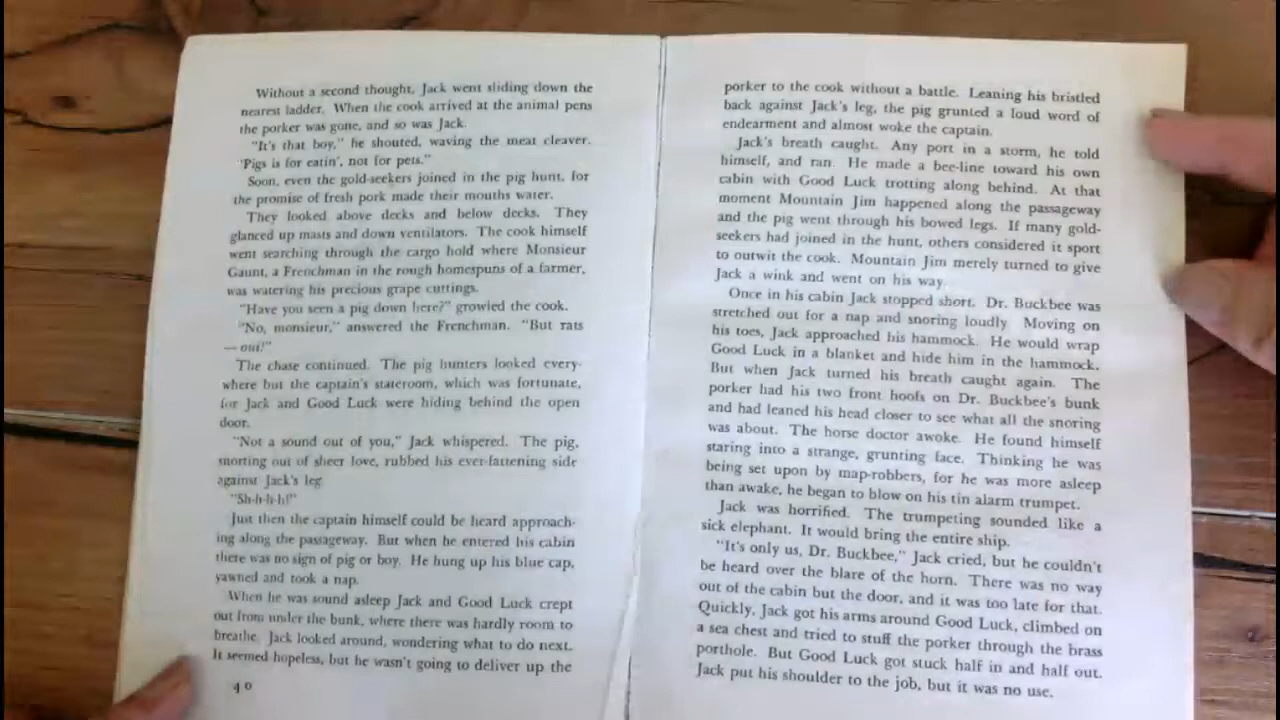 Without a second thought, Jack went sliding down the
nearest ladder. When the cook arrived at the animal pens
the porker was gone, and so was Jack.
"It's that boy," he shouted, waving the meat cleaver.
"Pigs is for eatin', not for pets."
Soon, even the gold-seekers joined in the pig hunt, for
the promise of fresh pork made their mouths water.
They looked above decks and below decks. They
glanced up masts and down ventilators. The cook himself
went searching through the cargo hold where Monsieur
Gaunt, a Frenchman in the rough homespuns of a farmer,
was watering his precious grape cuttings.
"Have you seen a pig down here?" growled the cook.
"No, monsieur," answered the Frenchman. "But rats
— oui!"
The chase continued. The pig hunters looked every-
where but the captain's stateroom, which was fortunate,
for Jack and Good Luck were hiding behind the open
door.
"Not a sound out of you," Jack whispered. The pig,
snorting out of sheer love, rubbed his ever-fattening side
against Jack's leg.
"Sh-h-h-h!"
Just then the captain himself could be heard approach-
ing along the passageway. But when he entered his cabin
there was no sign of pig or boy. He hung up his blue cap,
yawned and took a nap.
When he was sound asleep Jack and Good Luck crept
out from under the bunk, where there was hardly room to
breathe. Jack looked around, wondering what to do next.
It seemed hopeless, but he wasn't going to deliver up the
40
porker to the cook without a battle. Leaning his bristled
back against Jack's leg, the pig grunted a loud word of
endearment and almost woke the captain.
Jack's breath caught. Any port in a storm, he told
himself, and ran. He made a bee-line toward his own
cabin with Good Luck trotting along behind. At that
moment Mountain Jim happened along the passageway
and the pig went through his bowed legs. If many gold-
seekers had joined in the hunt, others considered it sport
to outwit the cook. Mountain Jim merely turned to give
Jack a wink and went on his way.
Once in his cabin Jack stopped short. Dr. Buckbee was
stretched out for a nap and snoring loudly. Moving on
his toes, Jack approached his hammock. He would wrap
Good Luck in a blanket and hide him in the hammock.
But when Jack turned his breath caught again. The
porker had his two front hoofs on Dr. Buckbee's bunk
and had leaned his head closer to see what all the snoring
was about. The horse doctor awoke. He found himself
staring into a strange, grunting face. Thinking he was
being set upon by map-robbers, for he was more asleep
than awake, he began to blow on his tin alarm trumpet.
Jack was horrified. The trumpeting sounded like a
sick elephant. It would bring the entire ship.
"It's only us, Dr. Buckbee," Jack cried, but he couldn't
be heard over the blare of the horn. There was no way
out of the cabin but the door, and it was too late for that.
Quickly, Jack got his arms around Good Luck, climbed on
a sea chest and tried to stuff the porker through the brass
porthole. But Good Luck got stuck half in and half out.
Jack put his shoulder to the job, but it was no use.